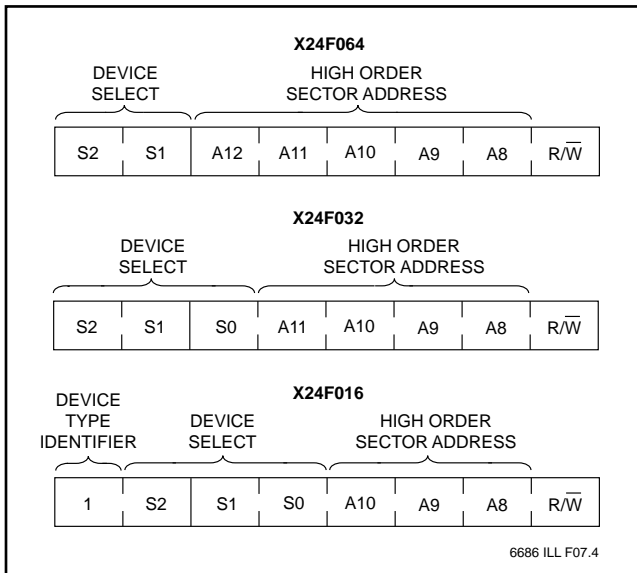 X24F064
DEVICE SELECT
HIGH ORDER SECTOR ADDRESS
S2 S1 A12 A11 A10 A9 A8 R/W̅
X24F032
DEVICE SELECT
HIGH ORDER SECTOR ADDRESS
S2 S1 S0 A11 A10 A9 A8 R/W̅
X24F016
DEVICE TYPE IDENTIFIER
DEVICE SELECT
HIGH ORDER SECTOR ADDRESS
1 S2 S1 S0 A10 A9 A8 R/W̅
6686 ILL F07.4